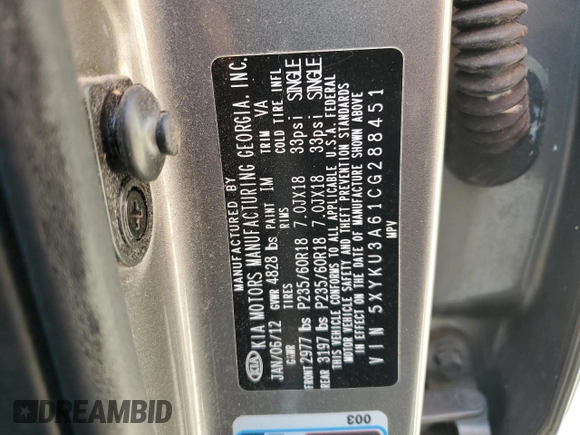 MANUFACTURED BY
KIA KIA MOTORS MANUFACTURING GEORGIA, INC.
JAN/06/12 GVWR 4828 lbs PAINT IM TRIM VA
GAWR TIRES RIMS COLD TIRE INFL
FRONT 2977 lbs P235/60R18 7.0JX18 33psi SINGLE
REAR 3197 lbs P235/60R18 7.0JX18 33psi SINGLE
THIS VEHICLE CONFORMS TO ALL APPLICABLE U.S.A. FEDERAL
MOTOR VEHICLE SAFETY AND THEFT PREVENTION STANDARDS
IN EFFECT ON THE DATE OF MANUFACTURE SHOWN ABOVE
VIN 5XYKU3A61CG288451
MPV
003
DREAMBID